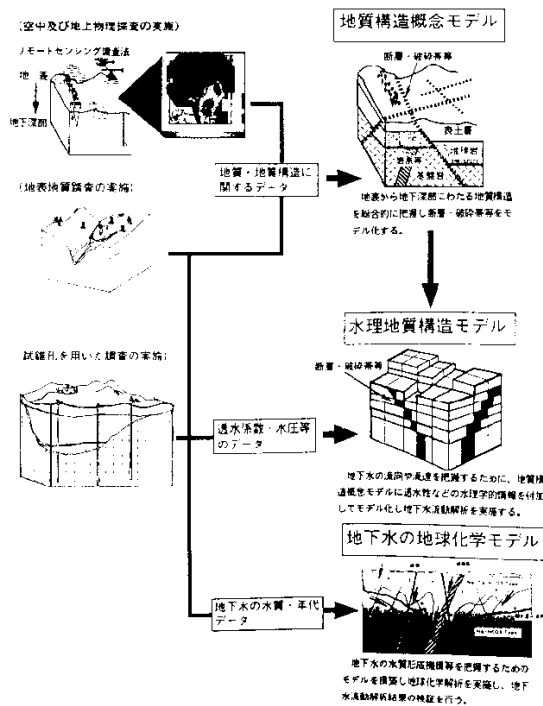 (空中及び地上物理探査の実施)
リモートセンシング調査法
地表
地下深部
(地表地質踏査の実施)
試錐孔を用いた調査の実施)
地質・地質構造に
関するデータ
透水係数・水圧等
のデータ
地下水の水質・年代
データ
地質構造概念モデル
断層・破砕帯等
表土層
基盤岩
地表から地下深部にわたる地質構造
を総合的に把握し断層・破砕帯等をモ
デル化する。
水理地質構造モデル
断層・破砕帯等
地下水の流向や流速を把握するために、地質構
造概念モデルに透水性などの水理学的情報を付加
してモデル化し地下水流動解析を実施する。
地下水の地球化学モデル
地下水の水質形成機構等を把握するための
モデルを構築し地球化学解析を実施し、地下
水流動解析結果の検証を行う。